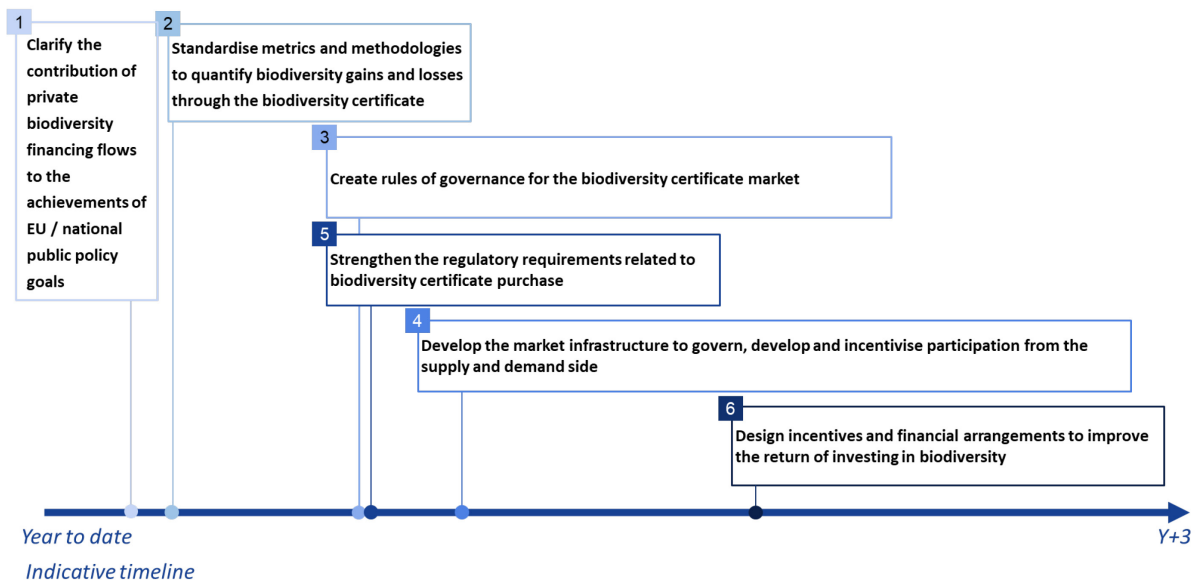 1
Clarify the
contribution of
private
biodiversity
financing flows
to the
achievements of
EU / national
public policy
goals
2
Standardise metrics and methodologies
to quantify biodiversity gains and losses
through the biodiversity certificate
3
Create rules of governance for the biodiversity certificate market
5
Strengthen the regulatory requirements related to
biodiversity certificate purchase
4
Develop the market infrastructure to govern, develop and incentivise participation from the
supply and demand side
6
Design incentives and financial arrangements to improve
the return of investing in biodiversity
Year to date
Y+3
Indicative timeline